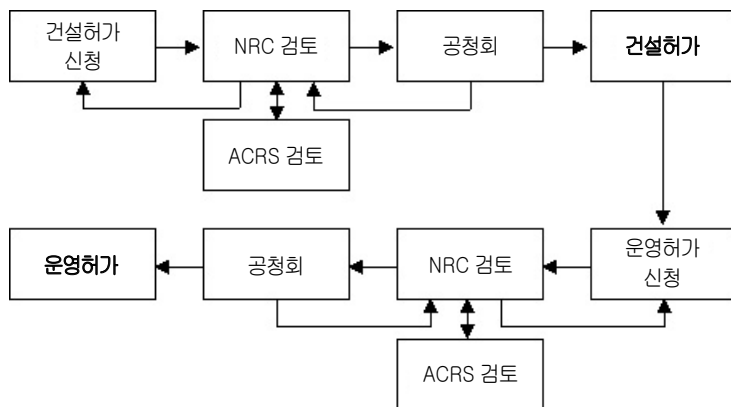 건설허가
신청
NRC 검토
공청회
건설허가
ACRS 검토
운영허가
공청회
NRC 검토
운영허가
신청
ACRS 검토